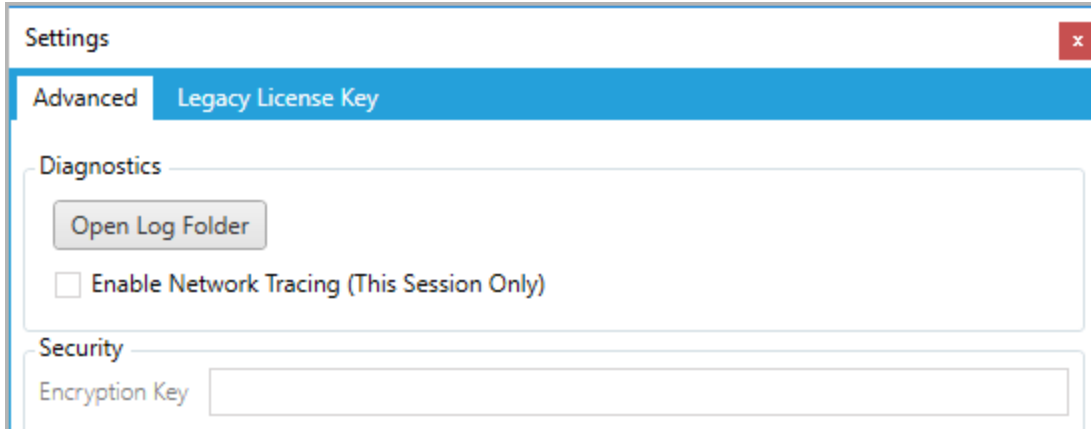 Settings
x
Advanced Legacy License Key
Diagnostics
Open Log Folder
Enable Network Tracing (This Session Only)
Security
Encryption Key